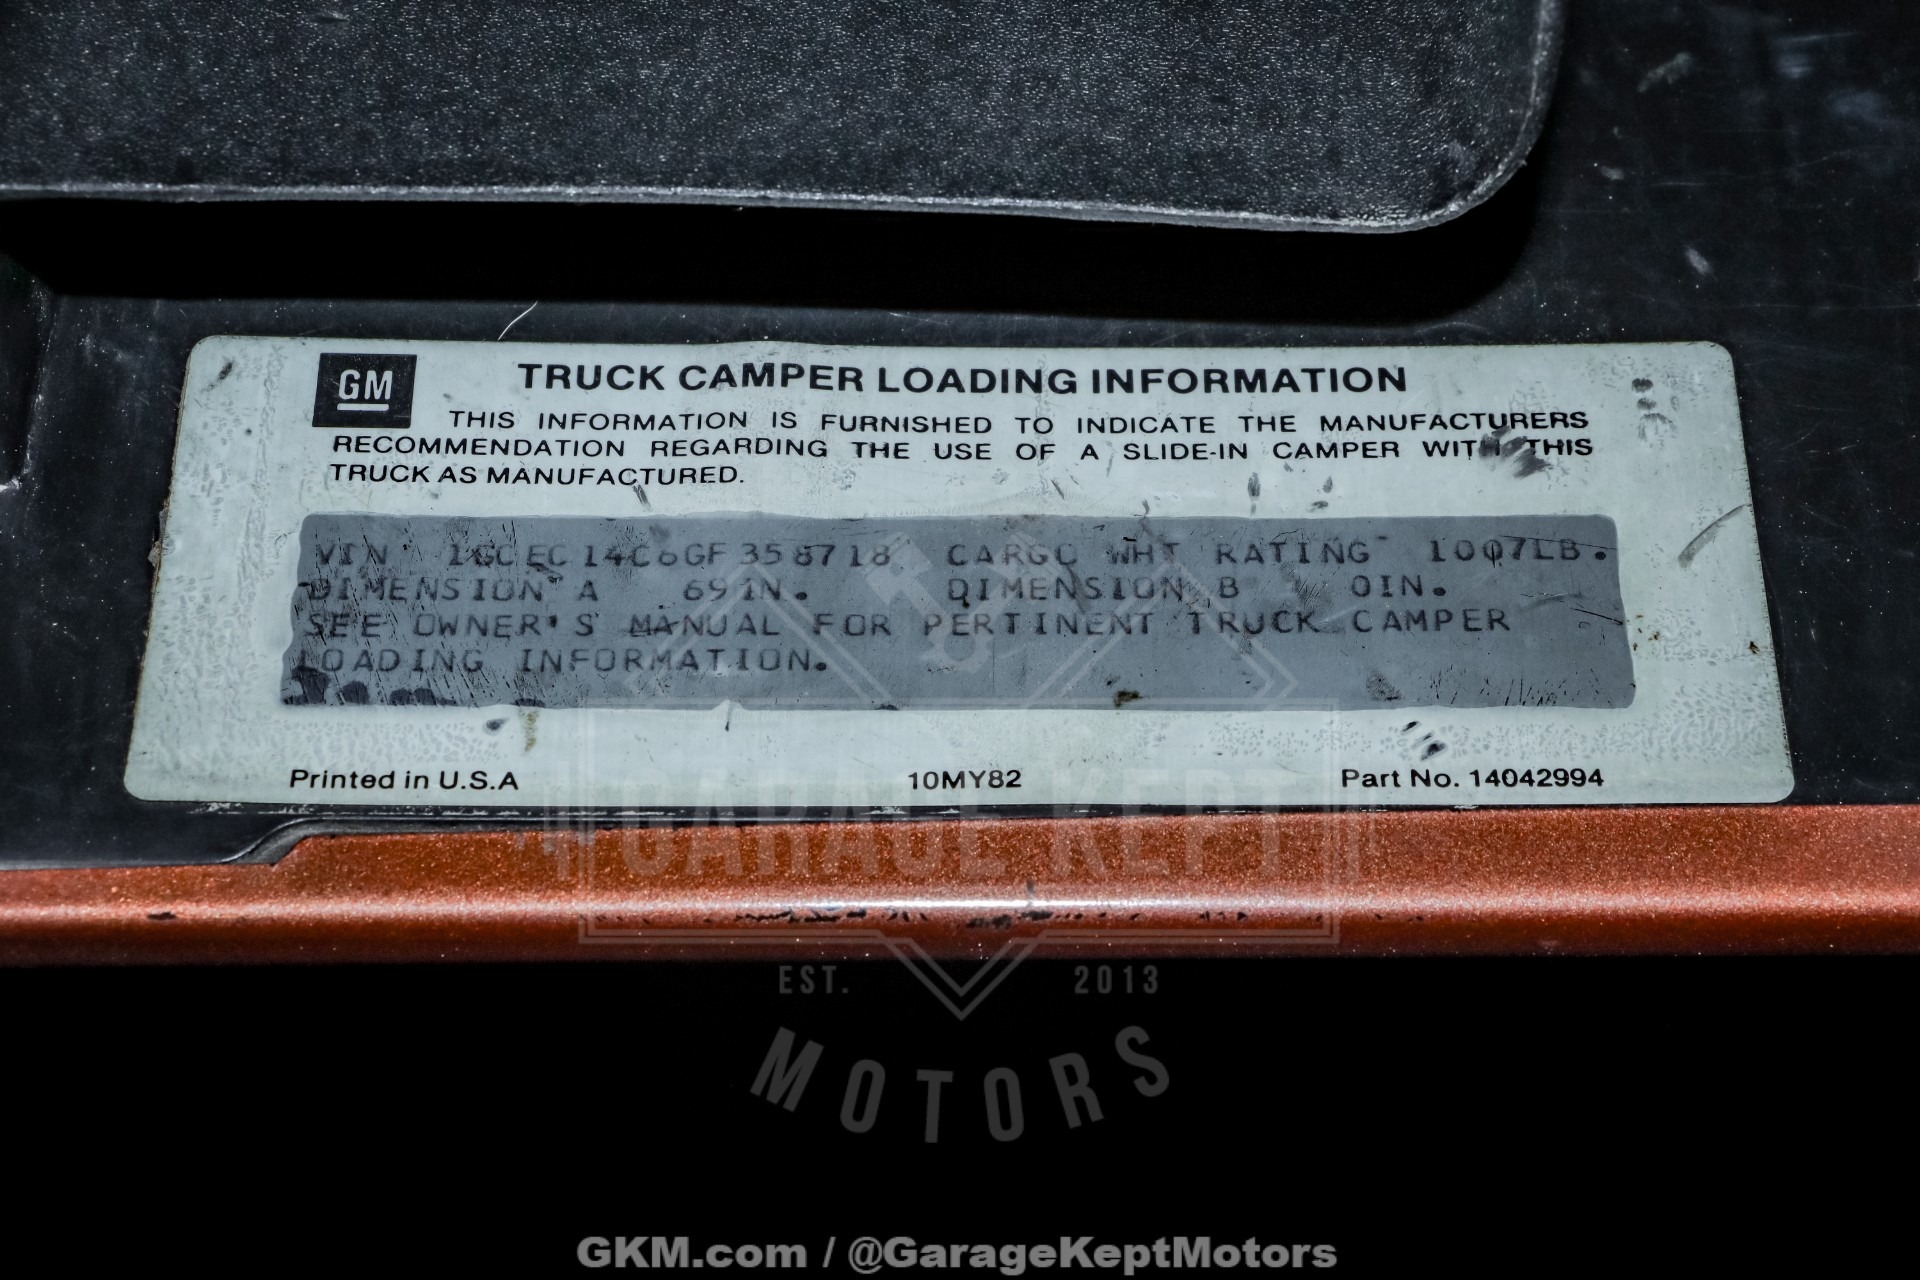 GM
TRUCK CAMPER LOADING INFORMATION
THIS INFORMATION IS FURNISHED TO INDICATE THE MANUFACTURERS
RECOMMENDATION REGARDING THE USE OF A SLIDE-IN CAMPER WITH THIS
TRUCK AS MANUFACTURED.
VIN 1GCEC14C6GF358718 CARGO WHT RATING 1007LB.
DIMENSION A 69IN. DIMENSION B 0IN.
SEE OWNER'S MANUAL FOR PERTINENT TRUCK CAMPER
LOADING INFORMATION.
Printed in U.S.A 10MY82 Part No. 14042994
GARAGE KEPT
EST. 2013
MOTORS
GKM.com / @GarageKeptMotors